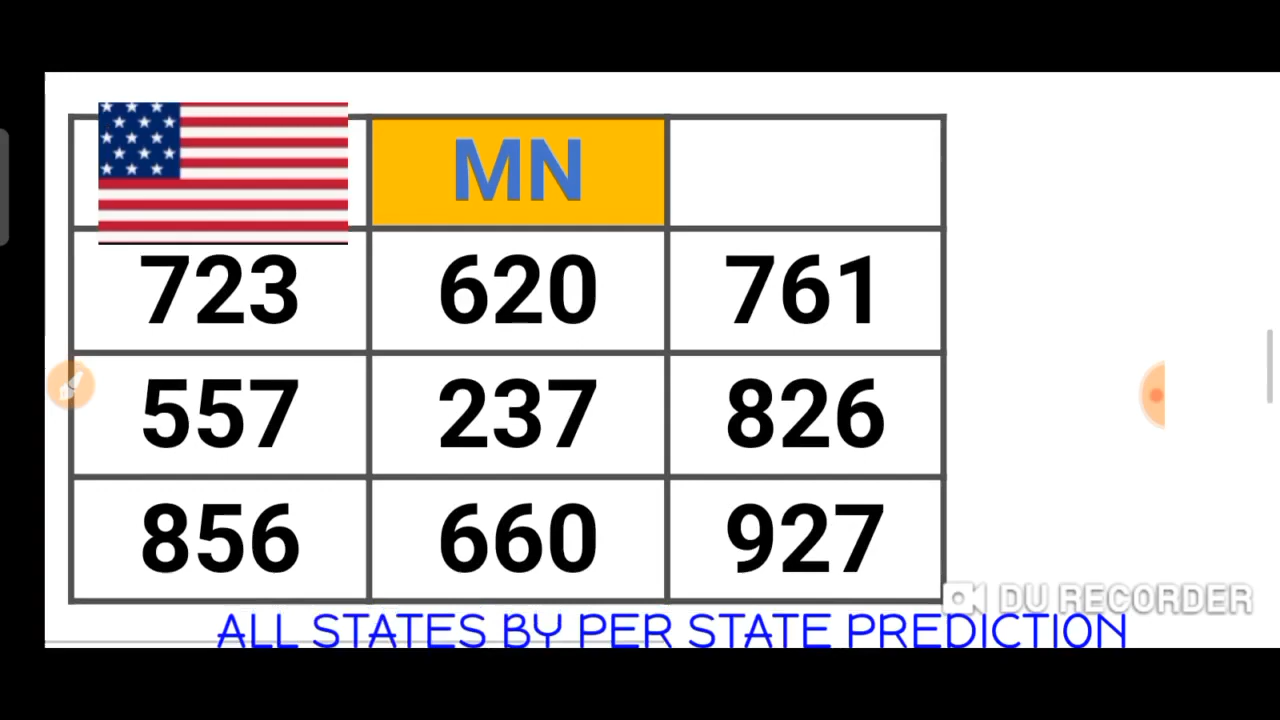 MN
723 620 761
557 237 826
856 660 927
DU RECORDER
ALL STATES BY PER STATE PREDICTION